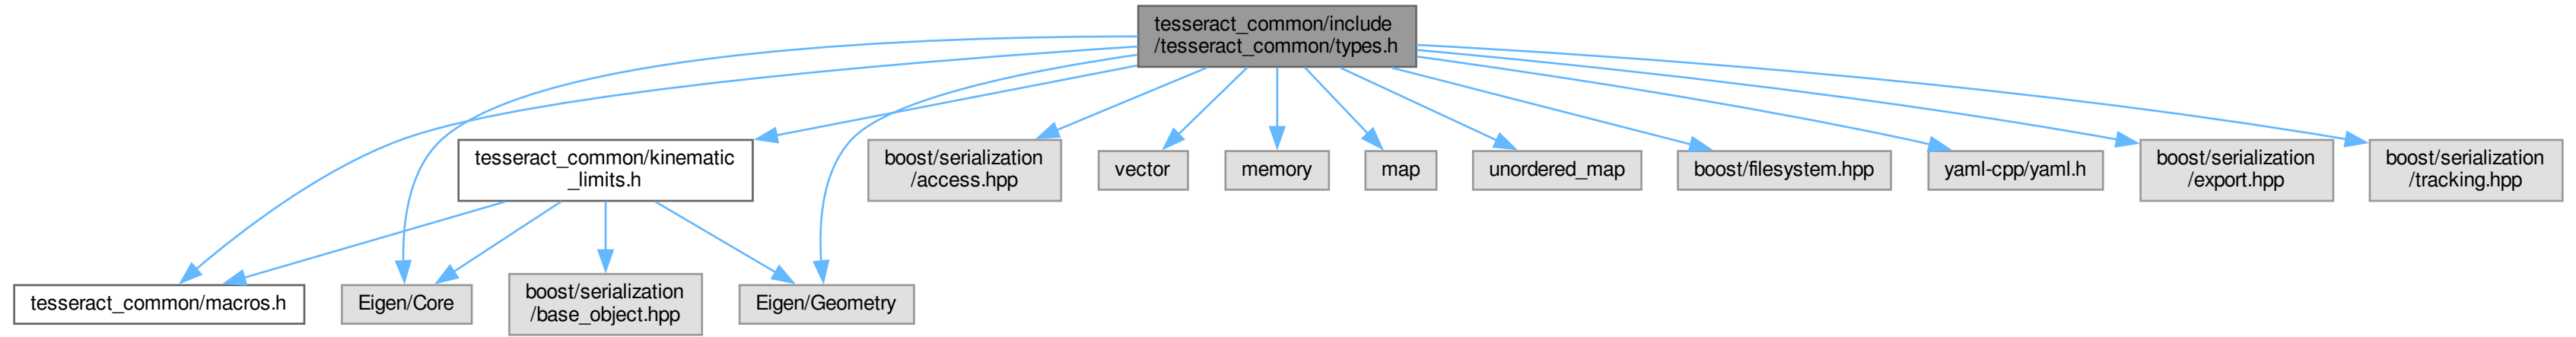 tesseract_common/include
/tesseract_common/types.h
tesseract_common/kinematic
_limits.h
boost/serialization
/access.hpp
vector
memory
map
unordered_map
boost/filesystem.hpp
yaml-cpp/yaml.h
boost/serialization
/export.hpp
boost/serialization
/tracking.hpp
tesseract_common/macros.h
Eigen/Core
boost/serialization
/base_object.hpp
Eigen/Geometry